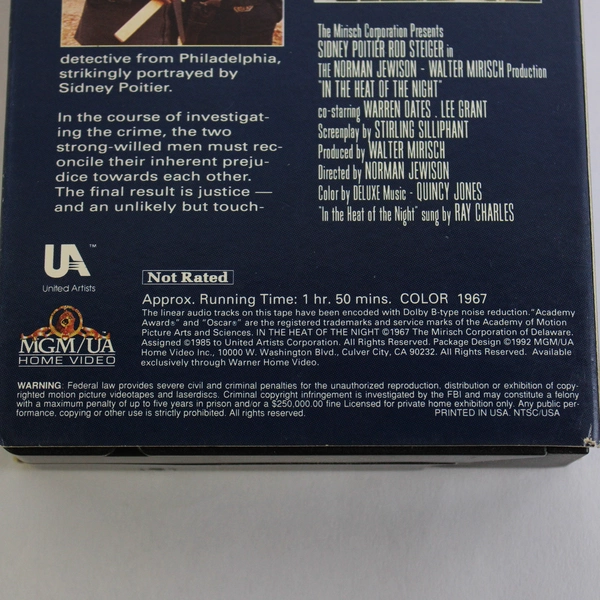 detective from Philadelphia,
strikingly portrayed by
Sidney Poitier.
In the course of investigat-
ing the crime, the two
strong-willed men must rec-
oncile their inherent preju-
dice towards each other.
The final result is justice —
and an unlikely but touch-
The Mirisch Corporation Presents
SIDNEY POITIER ROD STEIGER in
THE NORMAN JEWISON - WALTER MIRISCH Production
"IN THE HEAT OF THE NIGHT"
co-starring WARREN OATES . LEE GRANT
Screenplay by STIRLING SILLIPHANT
Produced by WALTER MIRISCH
Directed by NORMAN JEWISON
Color by DELUXE Music - QUINCY JONES
"In the Heat of the Night" sung by RAY CHARLES
UA™
United Artists
MGM/UA
HOME VIDEO
Not Rated
Approx. Running Time: 1 hr. 50 mins. COLOR 1967
The linear audio tracks on this tape have been encoded with Dolby B-type noise reduction. "Academy
Award®" and "Oscar®" are the registered trademarks and service marks of the Academy of Motion
Picture Arts and Sciences. IN THE HEAT OF THE NIGHT ©1967 The Mirisch Corporation of Delaware.
Assigned ©1985 to United Artists Corporation. All Rights Reserved. Package Design ©1992 MGM/UA
Home Video Inc., 10000 W. Washington Blvd., Culver City, CA 90232. All Rights Reserved. Available
exclusively through Warner Home Video.
WARNING: Federal law provides severe civil and criminal penalties for the unauthorized reproduction, distribution or exhibition of copy-
righted motion picture videotapes and laserdiscs. Criminal copyright infringement is investigated by the FBI and may constitute a felony
with a maximum penalty of up to five years in prison and/or a $250,000.00 fine Licensed for private home exhibition only. Any public per-
formance, copying or other use is strictly prohibited. All rights reserved. PRINTED IN USA. NTSC/USA